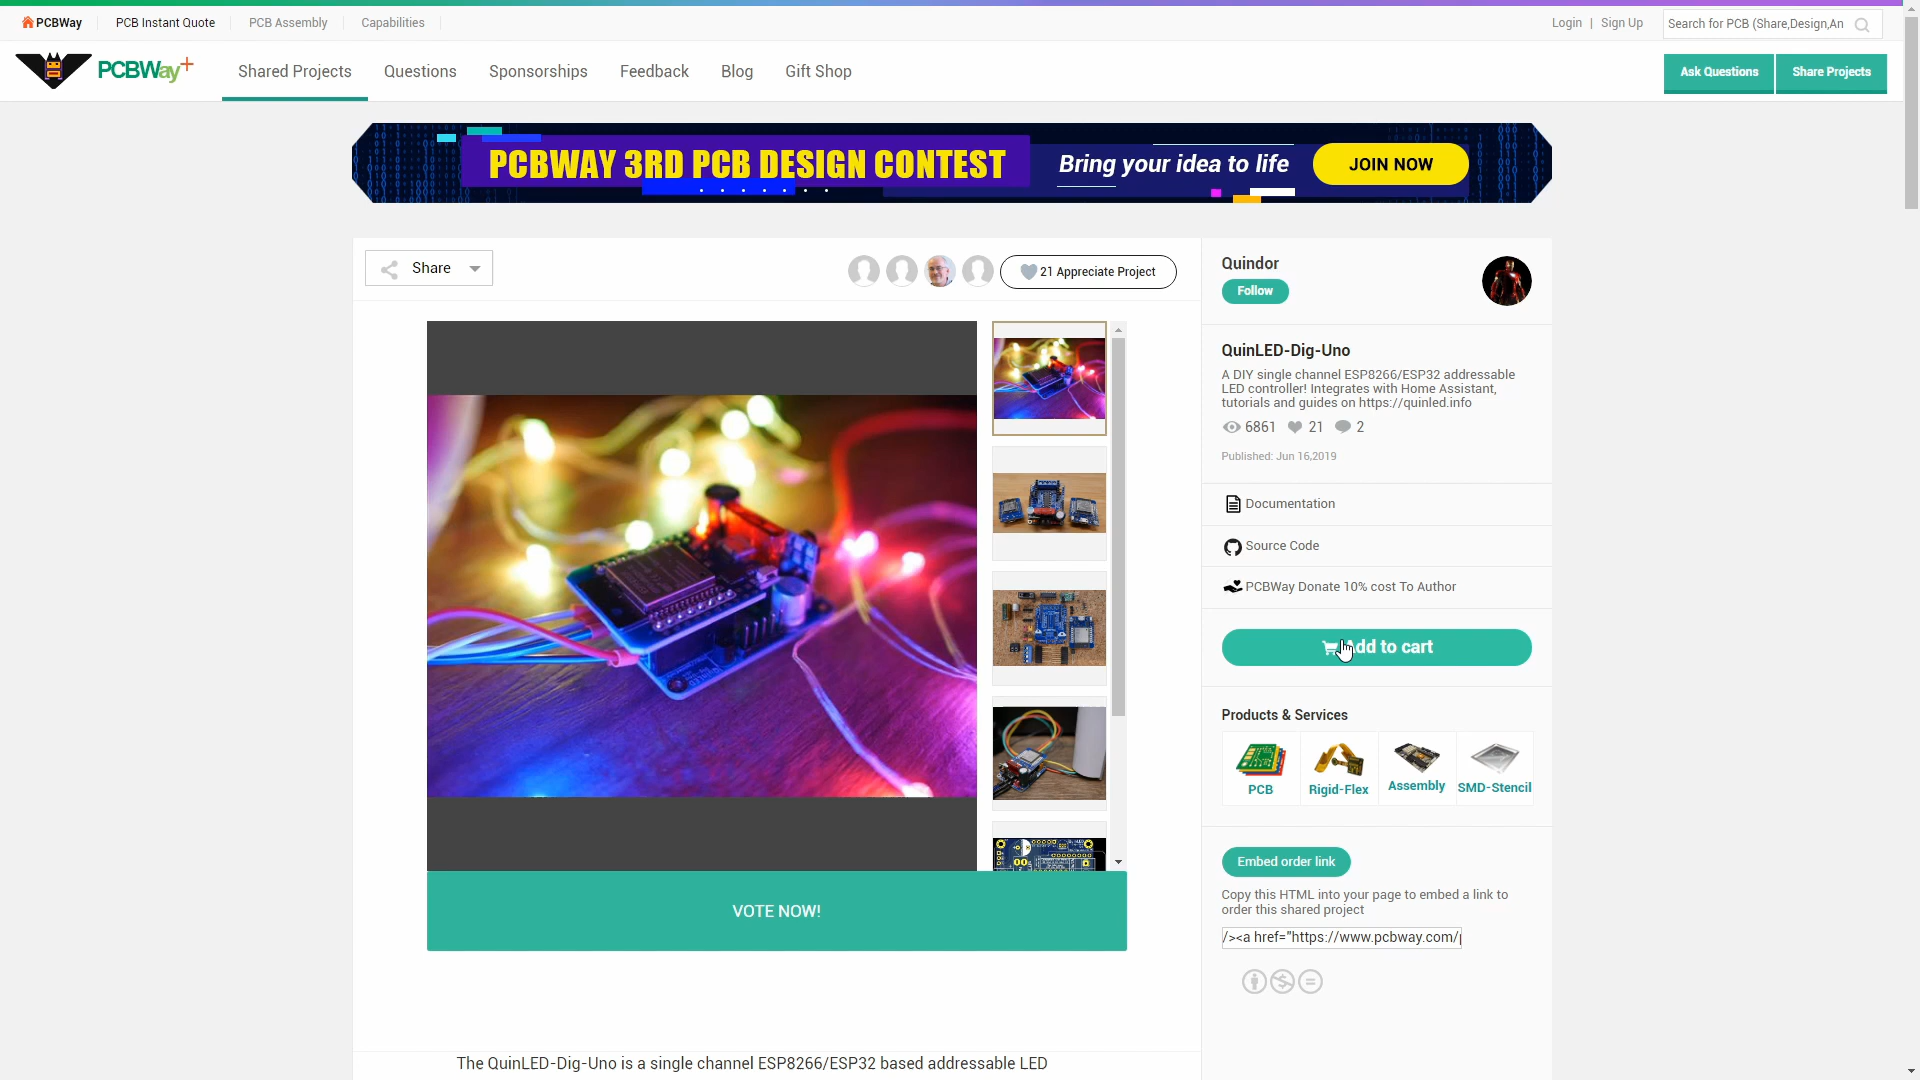 PCBWay
PCB Instant Quote
PCB Assembly
Capabilities
Login | Sign Up
Search for PCB (Share,Design,An
PCBWay+
Shared Projects
Questions
Sponsorships
Feedback
Blog
Gift Shop
Ask Questions
Share Projects
PCBWAY 3RD PCB DESIGN CONTEST
Bring your idea to life
JOIN NOW
Share
21 Appreciate Project
Quindor
Follow
QuinLED-Dig-Uno
A DIY single channel ESP8266/ESP32 addressable
LED controller! Integrates with Home Assistant,
tutorials and guides on https://quinled.info
6861 21 2
Published: Jun 16,2019
Documentation
Source Code
PCBWay Donate 10% cost To Author
dd to cart
Products & Services
PCB
Rigid-Flex
Assembly
SMD-Stencil
Embed order link
Copy this HTML into your page to embed a link to
order this shared project
/><a href="https://www.pcbway.com/
VOTE NOW!
The QuinLED-Dig-Uno is a single channel ESP8266/ESP32 based addressable LED